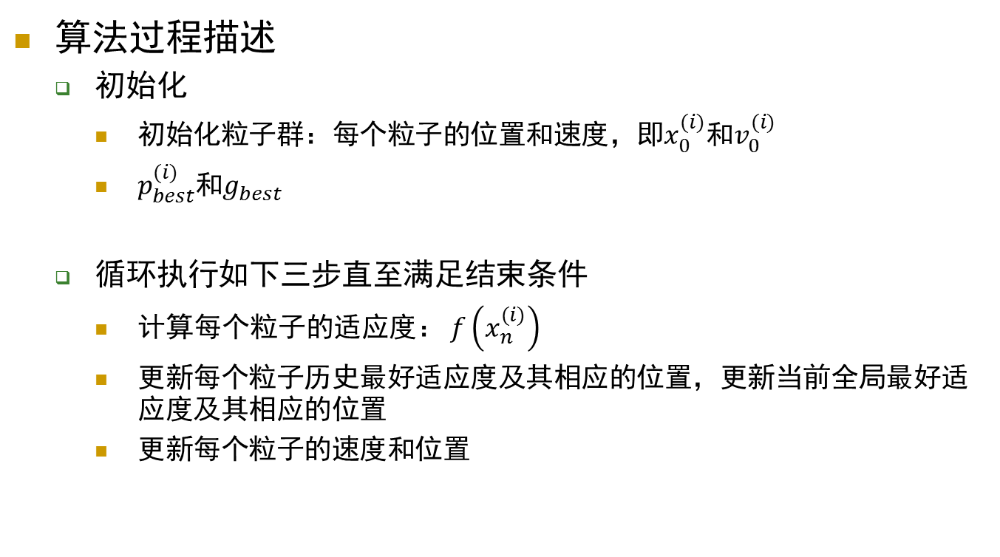 算法过程描述
初始化
初始化粒子群：每个粒子的位置和速度，即$x_0^{(i)}$和$v_0^{(i)}$
$p_{best}^{(i)}$和$g_{best}$
循环执行如下三步直至满足结束条件
计算每个粒子的适应度：$f\left(x_n^{(i)}\right)$
更新每个粒子历史最好适应度及其相应的位置，更新当前全局最好适
应度及其相应的位置
更新每个粒子的速度和位置